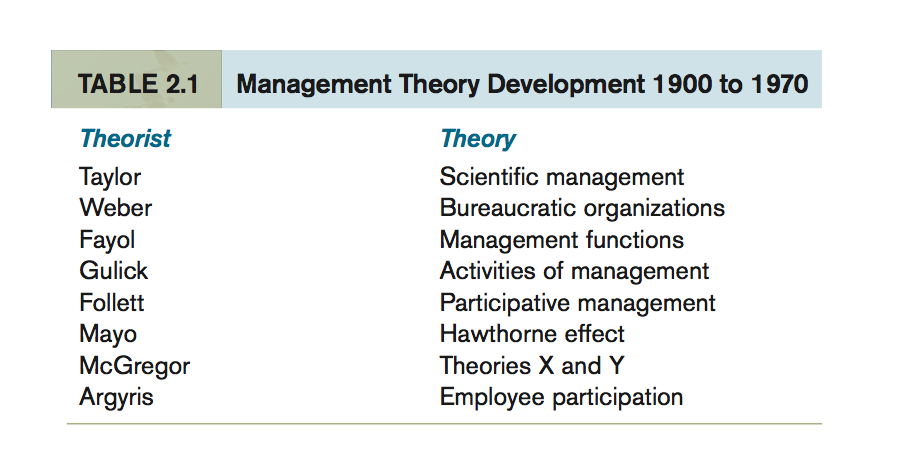 TABLE 2.1 Management Theory Development 1900 to 1970
Theorist Theory
Taylor Scientific management
Weber Bureaucratic organizations
Fayol Management functions
Gulick Activities of management
Follett Participative management
Mayo Hawthorne effect
McGregor Theories X and Y
Argyris Employee participation